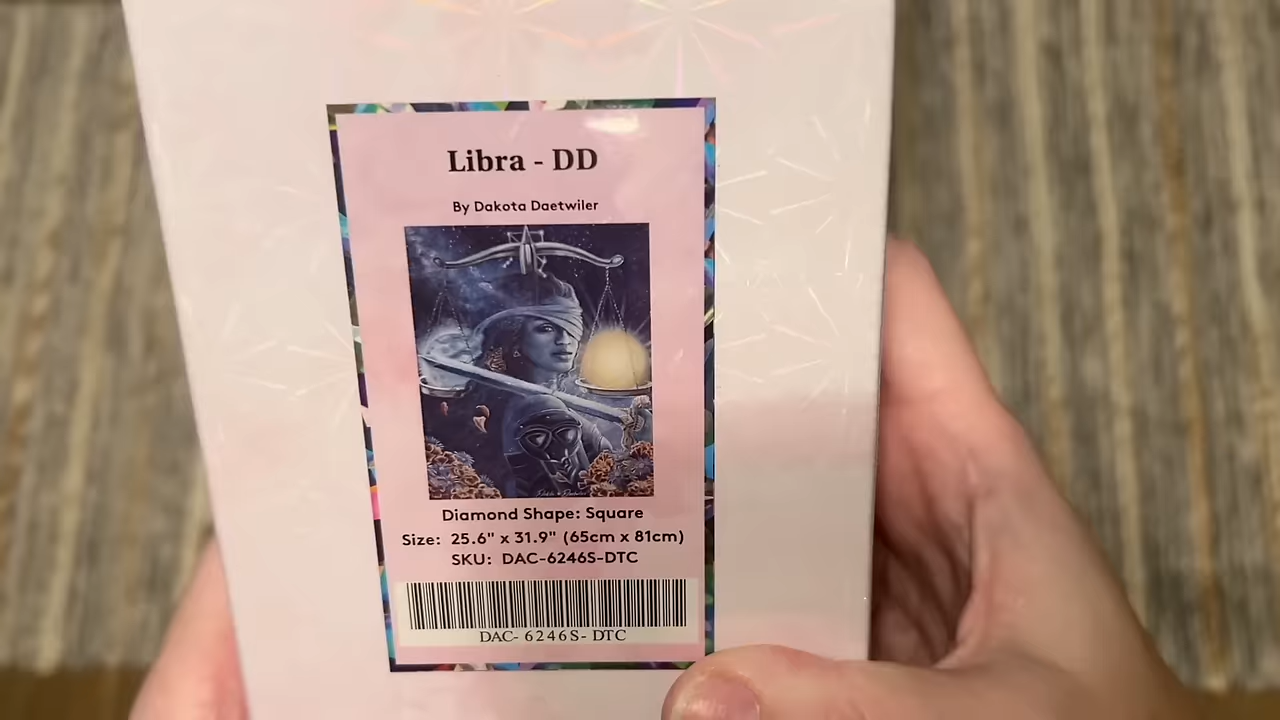 Libra - DD
By Dakota Daetwiler
Diamond Shape: Square
Size: 25.6" x 31.9" (65cm x 81cm)
SKU: DAC-6246S-DTC
DAC- 6246S- DTC